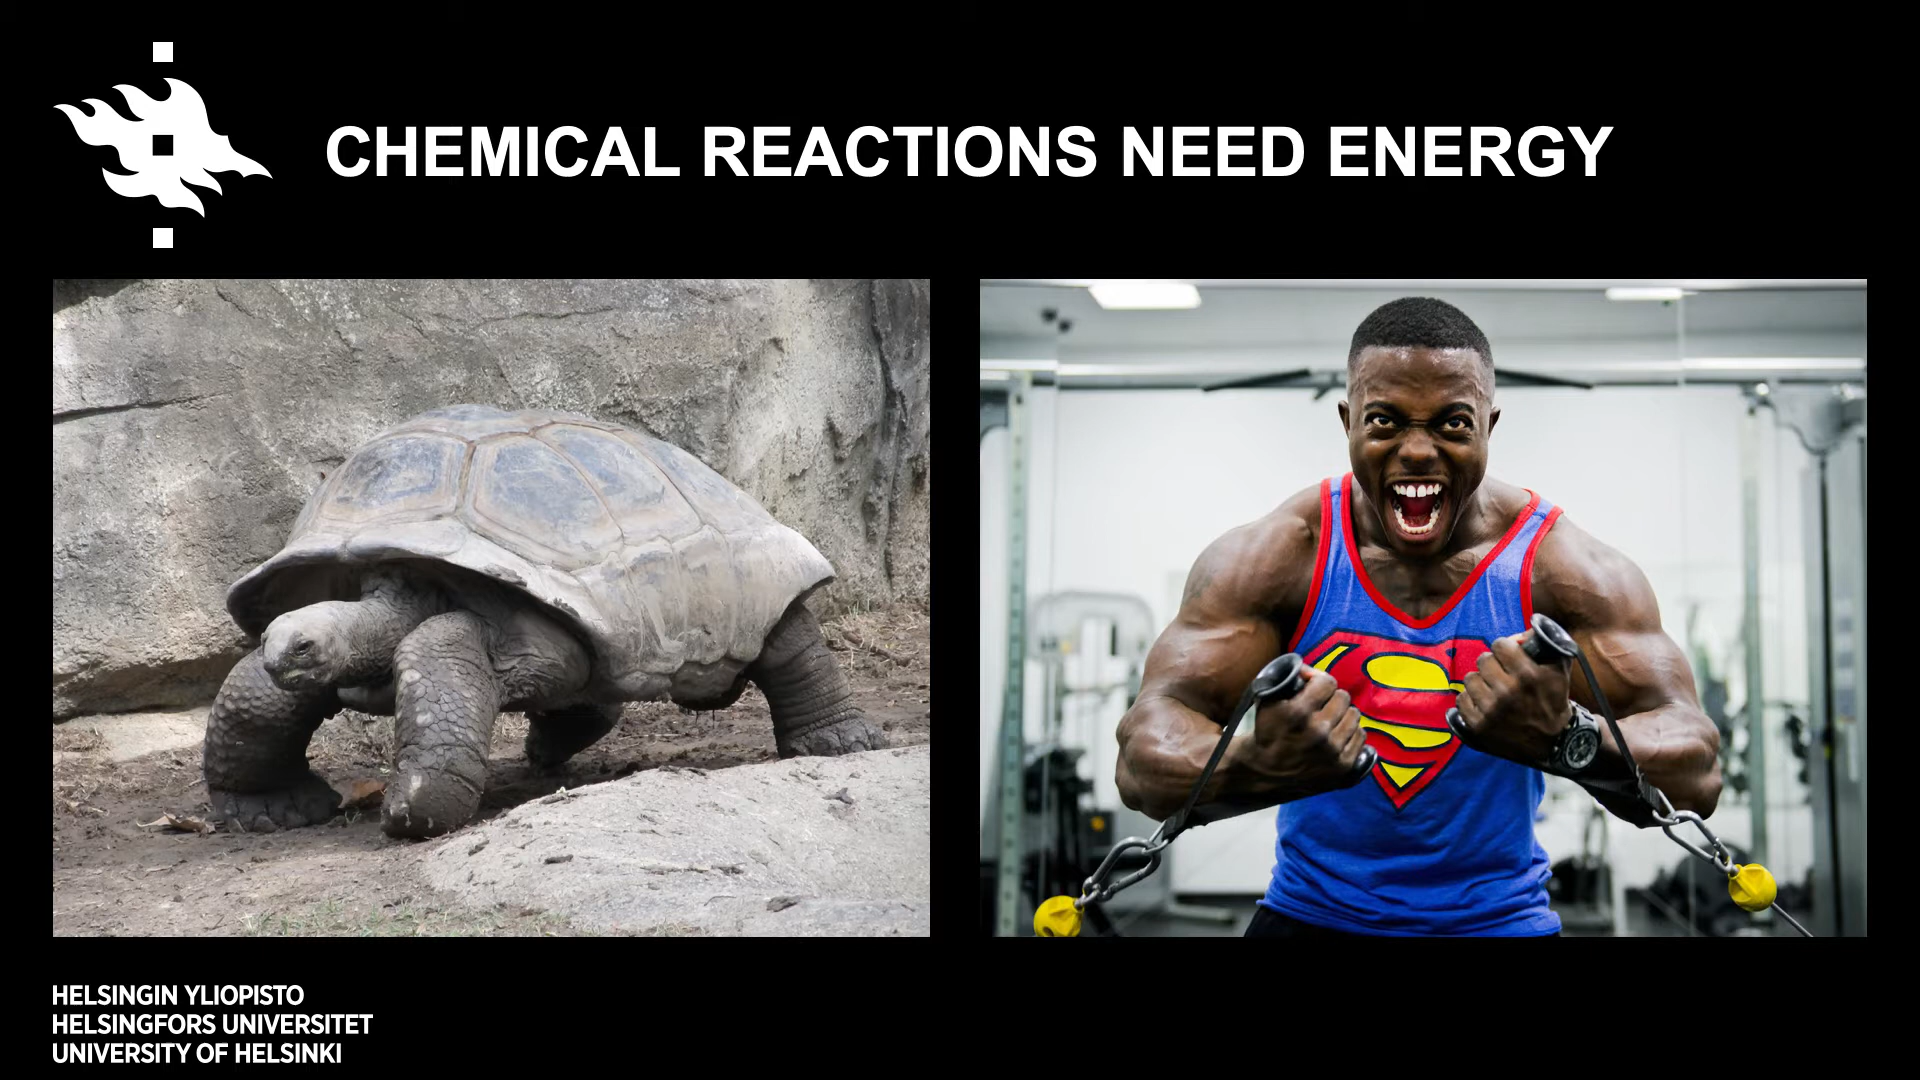 CHEMICAL REACTIONS NEED ENERGY
HELSINGIN YLIOPISTO
HELSINGFORS UNIVERSITET
UNIVERSITY OF HELSINKI